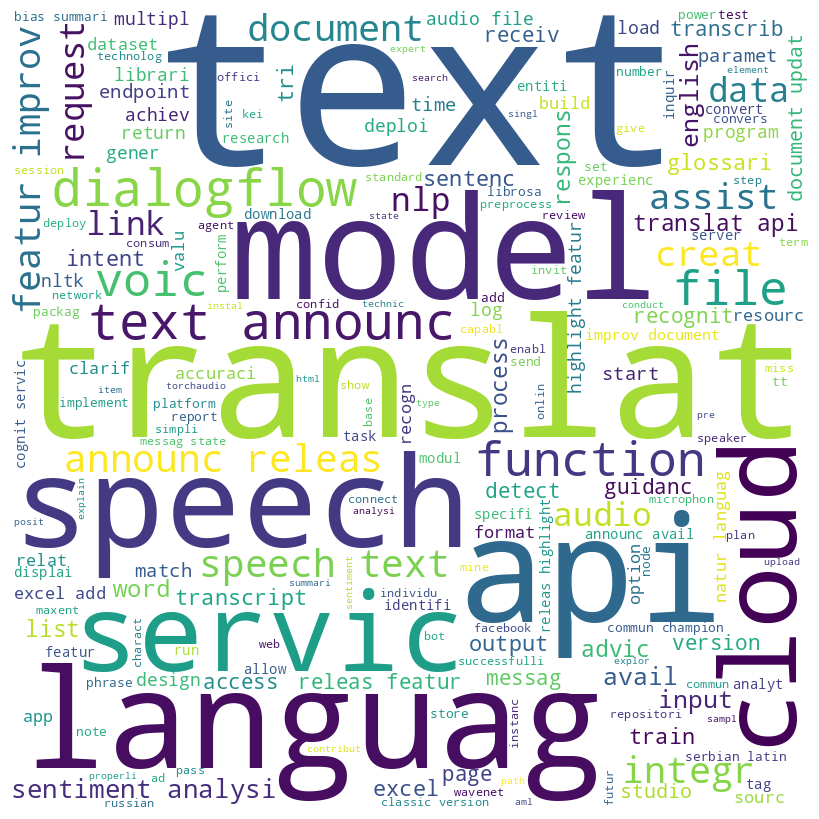 bias summari
multipl
text
document
audio file
receiv
load
power
test
transcrib
dataset
technolog
librari
offici
expert
search
number
paramet
element
improv
request
endpoint
achiev
return
gener
site
kei
research
tri
time
deploi
entiti
singl
build
give
inquir
english
data
convert
convers
program
document updat
session
dialogflow
standard
download
nlp
sentenc
librosa
preprocess
respons
set
experienc
glossari
step
assist
featur
link
deploy
consum
intent
valu
agent
state
review
model
translat api
server
term
creat
nltk
network
voic
perform
instal
confid
technic
add
invit
highlight featur
conduct
file
packag
text announc
log
capabl
recognit
resourc
improv document
enabl
send
process
translat
cognit servic
clarif
item
accuraci
torchaudio
html
show
base
type
implement
platform
report
simpli
messag state
task
recogn
onlin
start
pre
miss
tt
announc releas
modul
function
speaker
speech
connect
analysi
detect
guidanc
microphon
natur languag
cloud
posit
explain
specifi
audio
plan
upload
relat
displai
match
format
announc avail
releas highlight
option
node
api
speech text
mine
summari
sentiment
individu
identifi
excel add
word
maxent
transcript
list
charact
servic
web
bot
facebook
commun champion
output
advic
version
explor
featur
run
allow
successfulli
phrase
design
access
releas featur
messag
avail
commun
analyt
app
note
languag
store
instanc
input
repositori
sampl
contribut
train
serbian latin
properli
ad
pass
page
path
integr
tag
sentiment analysi
russian
excel
classic version
wavenet
aml
futur
studio
sourc